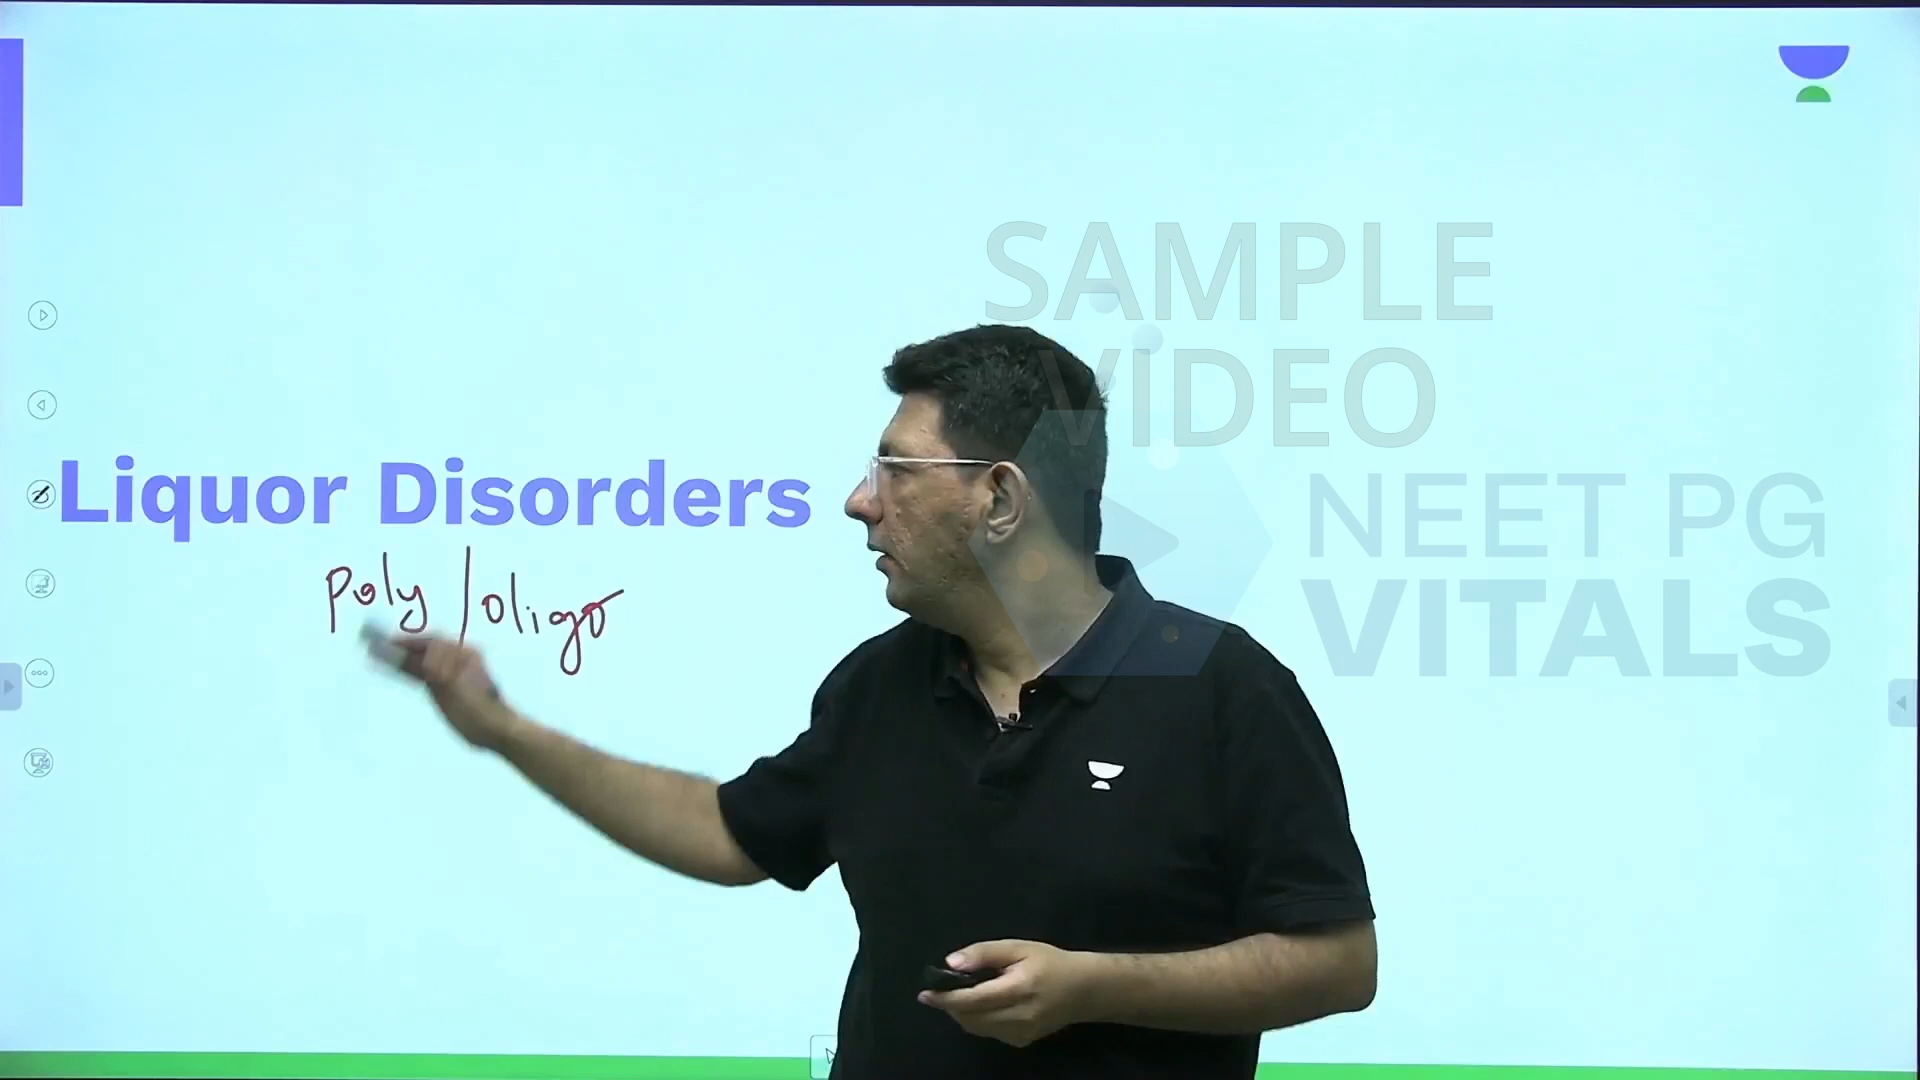 SAMPLE
VIDEO
Liquor Disorders
NEET PG
VITALS
Poly / oligo